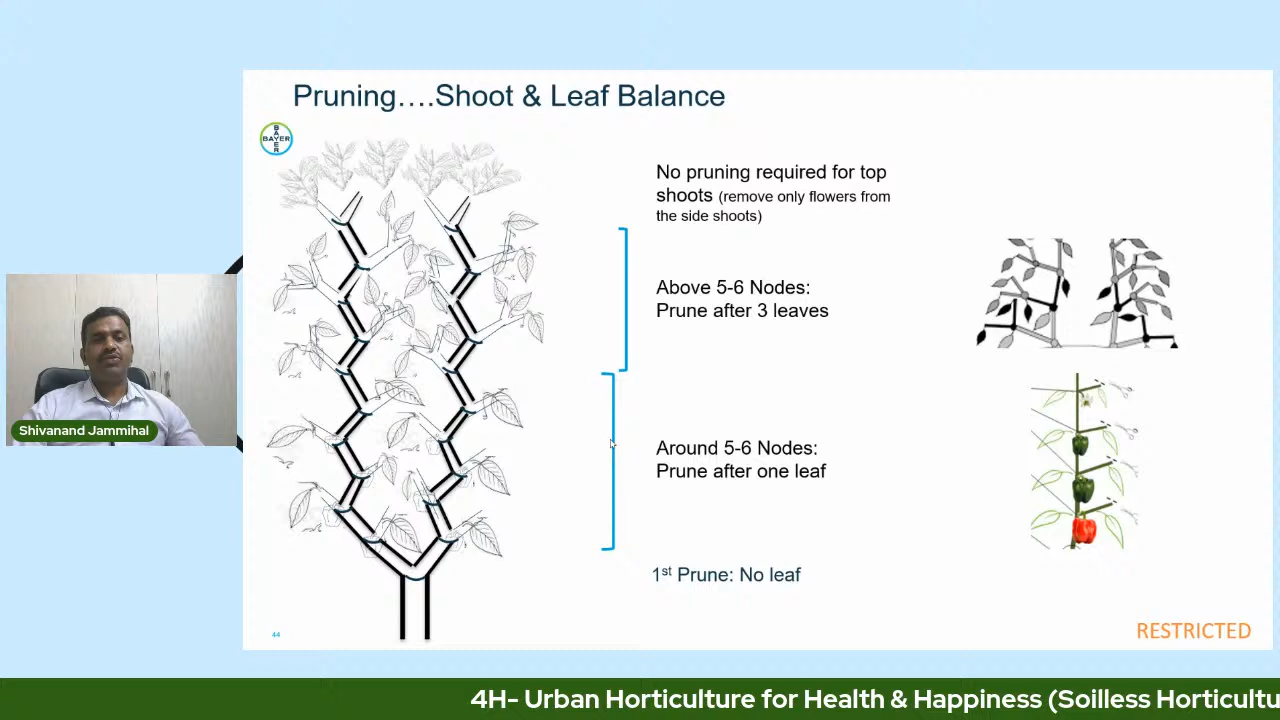 Pruning….Shoot & Leaf Balance
BAYER
BAYER
No pruning required for top
shoots (remove only flowers from
the side shoots)
Above 5-6 Nodes:
Prune after 3 leaves
Around 5-6 Nodes:
Prune after one leaf
1st Prune: No leaf
44
RESTRICTED
Shivanand Jammihal
4H- Urban Horticulture for Health & Happiness (Soilless Horticultu